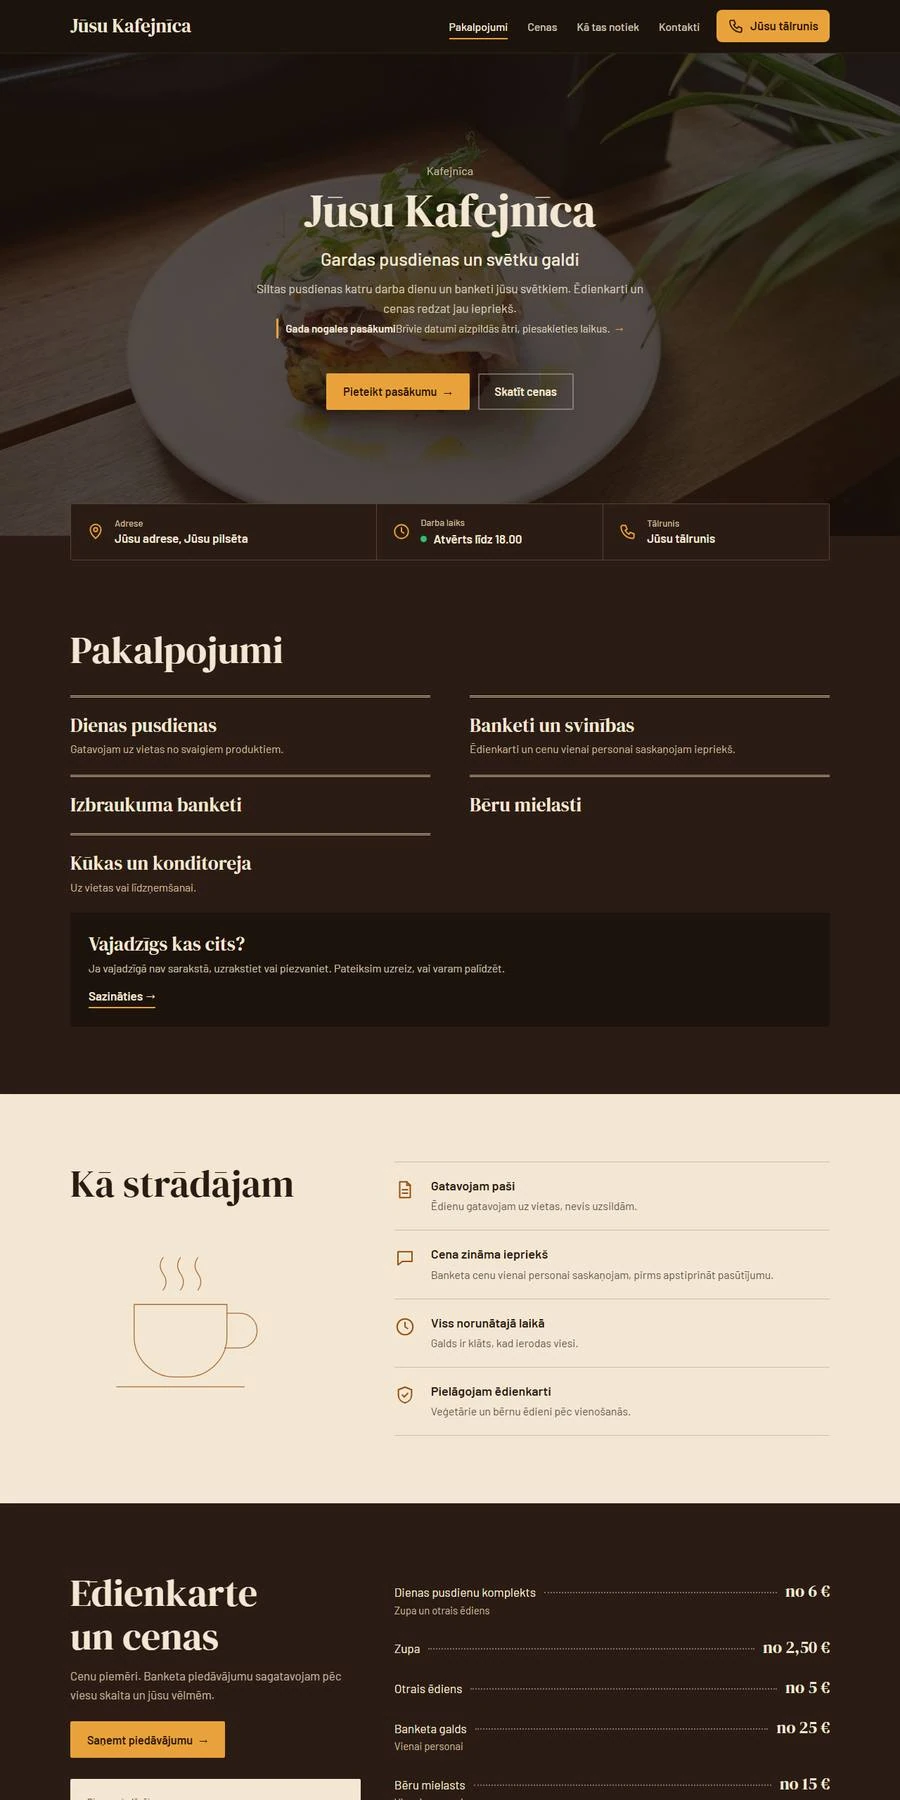 Jūsu Kafejnīca
Pakalpojumi
Cenas
Kā tas notiek
Kontakti
Jūsu tālrunis
Kafejnīca
Jūsu Kafejnīca
Gardas pusdienas un svētku galdi
Siltas pusdienas katru darba dienu un banketi jūsu svētkiem. Ēdienkarti un
cenas redzat jau iepriekš.
Gada nogales pasākumiBrīvie datumi aizpildās ātri, piesakieties laikus. →
Pieteikt pasākumu →
Skatīt cenas
Adrese
Jūsu adrese, Jūsu pilsēta
Darba laiks
Atvērts līdz 18.00
Tālrunis
Jūsu tālrunis
Pakalpojumi
Dienas pusdienas
Gatavojam uz vietas no svaigiem produktiem.
Banketi un svinības
Ēdienkarti un cenu vienai personai saskaņojam iepriekš.
Izbraukuma banketi
Bēru mielasti
Kūkas un konditoreja
Uz vietas vai līdzņemšanai.
Vajadzīgs kas cits?
Ja vajadzīgā nav sarakstā, uzrakstiet vai piezvaniet. Pateiksim uzreiz, vai varam palīdzēt.
Sazināties →
Kā strādājam
Gatavojam paši
Ēdienu gatavojam uz vietas, nevis uzsildām.
Cena zināma iepriekš
Banketa cenu vienai personai saskaņojam, pirms apstiprināt pasūtījumu.
Viss norunātajā laikā
Galds ir klāts, kad ierodas viesi.
Pielāgojam ēdienkarti
Veģetārie un bērnu ēdieni pēc vienošanās.
Ēdienkarte
un cenas
Cenu piemēri. Banketa piedāvājumu sagatavojam pēc
viesu skaita un jūsu vēlmēm.
Saņemt piedāvājumu →
Dienas pusdienu komplekts no 6 €
Zupa un otrais ēdiens
Zupa no 2,50 €
Otrais ēdiens no 5 €
Banketa galds no 25 €
Vienai personai
Bēru mielasts no 15 €